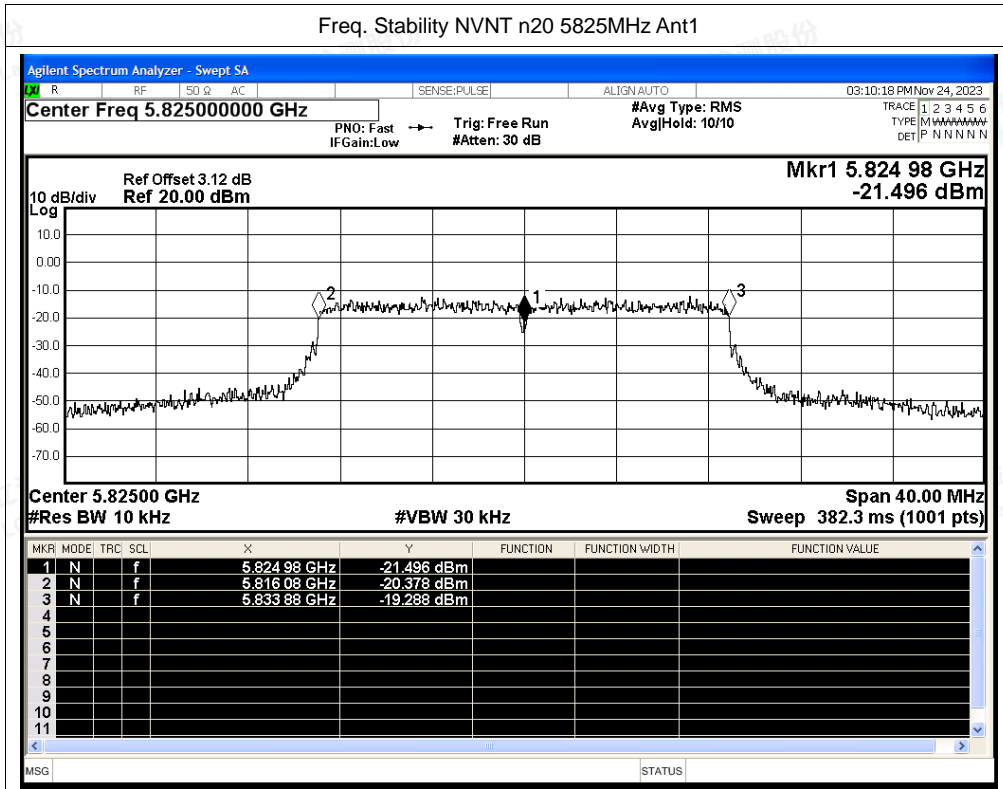 Freq. Stability NVNT n20 5825MHz Ant1
Agilent Spectrum Analyzer - Swept SA
LXI R RF 50 Ω AC SENSE:PULSE ALIGN AUTO 03:10:18 PM Nov 24, 2023
Center Freq 5.825000000 GHz #Avg Type: RMS TRACE 1 2 3 4 5 6
PNO: Fast Trig: Free Run Avg|Hold: 10/10 TYPE M
IFGain:Low #Atten: 30 dB DET P N N N N N
Mkr1 5.824 98 GHz
Ref Offset 3.12 dB
10 dB/div Ref 20.00 dBm -21.496 dBm
Log
10.0
0.00
-10.0
2 1 3
-20.0
-30.0
-40.0
-50.0
-60.0
-70.0
Center 5.82500 GHz Span 40.00 MHz
#Res BW 10 kHz #VBW 30 kHz Sweep 382.3 ms (1001 pts)
MKR MODE TRC SCL X Y FUNCTION FUNCTION WIDTH FUNCTION VALUE
1 N f 5.824 98 GHz -21.496 dBm
2 N f 5.816 08 GHz -20.378 dBm
3 N f 5.833 88 GHz -19.288 dBm
4
5
6
7
8
9
10
11
MSG STATUS